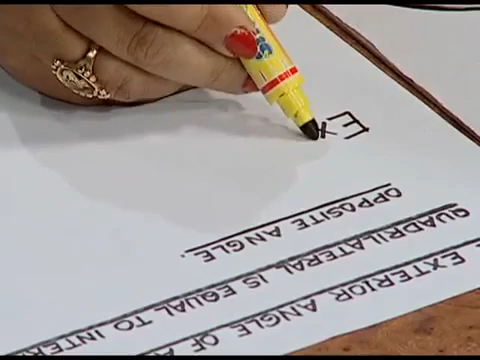 EXTERIOR ANGLE OF A
QUADRILATERAL IS EQUAL TO INTER
OPPOSITE ANGLE.
Ex